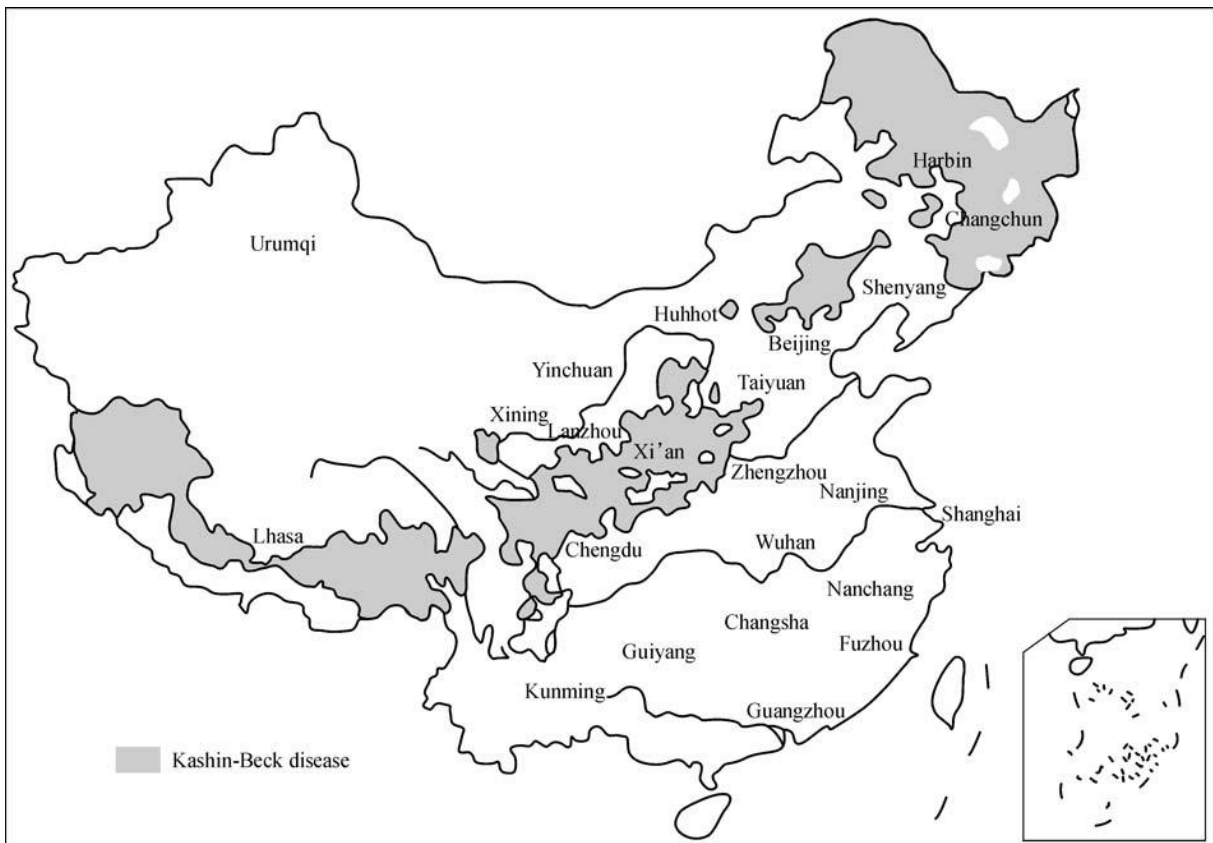 Harbin
Changchun
Urumqi
Shenyang
Huhhot
Beijing
Yinchuan
Taiyuan
Xining
Lanzhou
Xi’an
Zhengzhou
Nanjing
Shanghai
Lhasa
Chengdu
Wuhan
Nanchang
Changsha
Fuzhou
Guiyang
Kunming
Guangzhou
Kashin-Beck disease